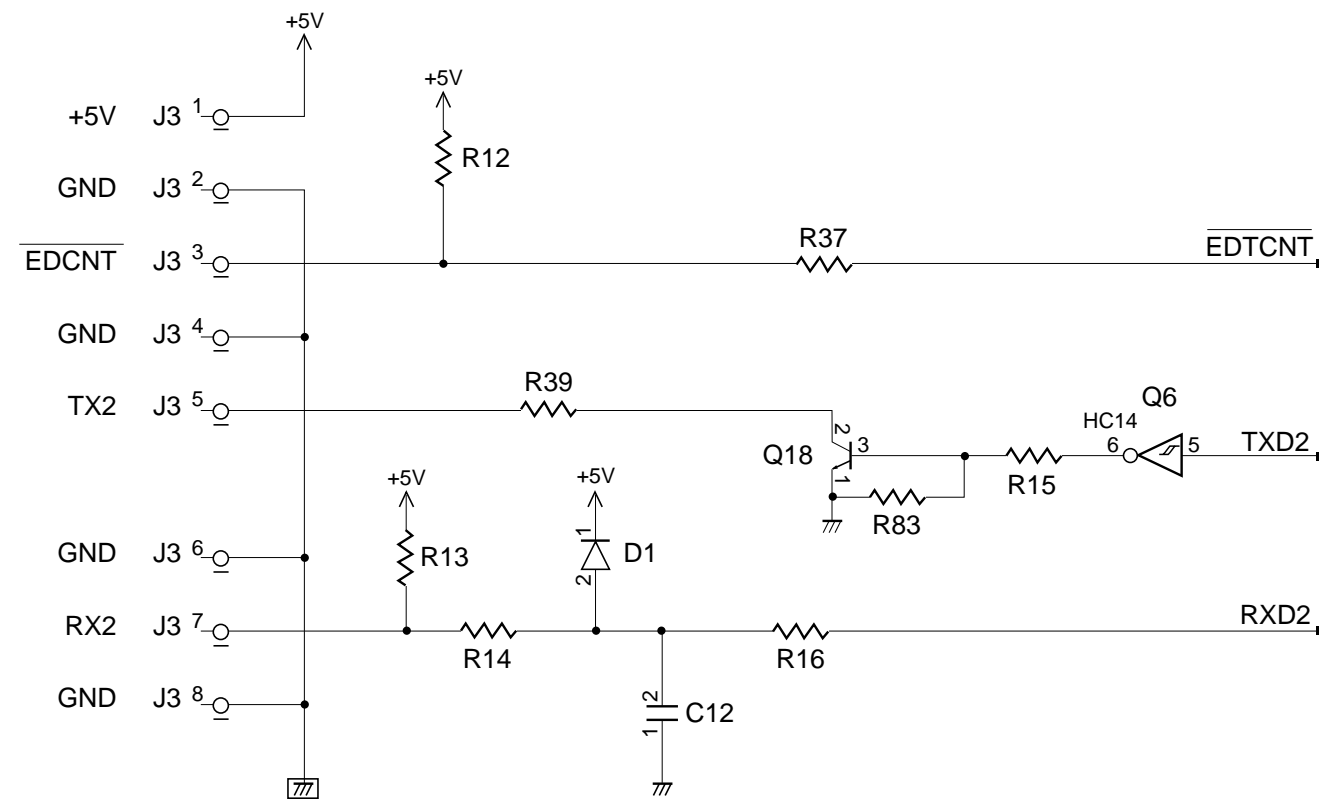 +5V
+5V
+5V J3 1
R12
GND J3 2
EDCNT J3 3
R37
EDTCNT
GND J3 4
R39
TX2 J3 5
Q6
HC14
Q18 2 3 1
6 5
TXD2
R15
R83
+5V
+5V
GND J3 6
R13
1 D1
2
RX2 J3 7
RXD2
R14
R16
GND J3 8
2 C12
1